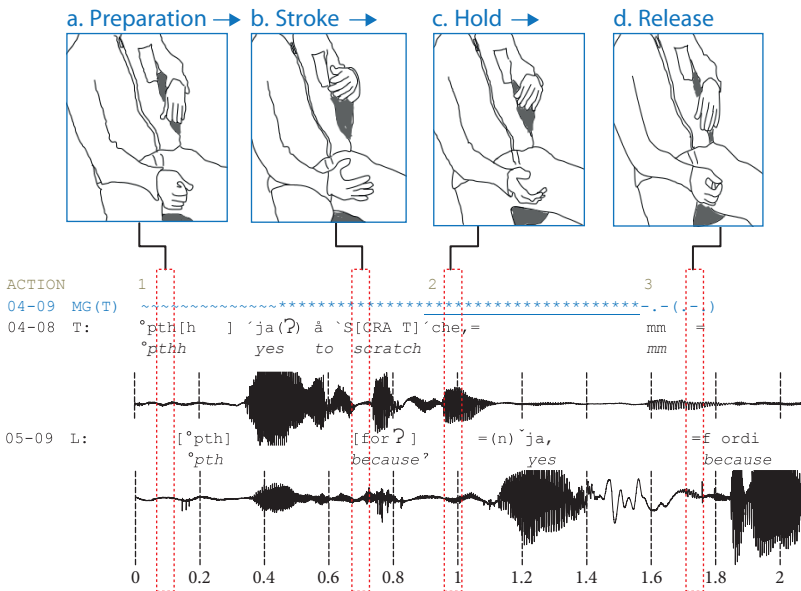 a. Preparation → b. Stroke → c. Hold → d. Release
ACTION 1 2 3
04-09 MG(T) ~~~~~~~~~~~~~~~*****************************************-.-(.-.)
04-08 T: °pth[h ] ´ja(ʔ) å `S[CRA T]´che,= mm =
°pthh yes to scratch mm
05-09 L: [°pth] [forʔ ] =(n)ˇja, =f ordi
°pth becauseˀ yes because
0 0.2 0.4 0.6 0.8 1 1.2 1.4 1.6 1.8 2